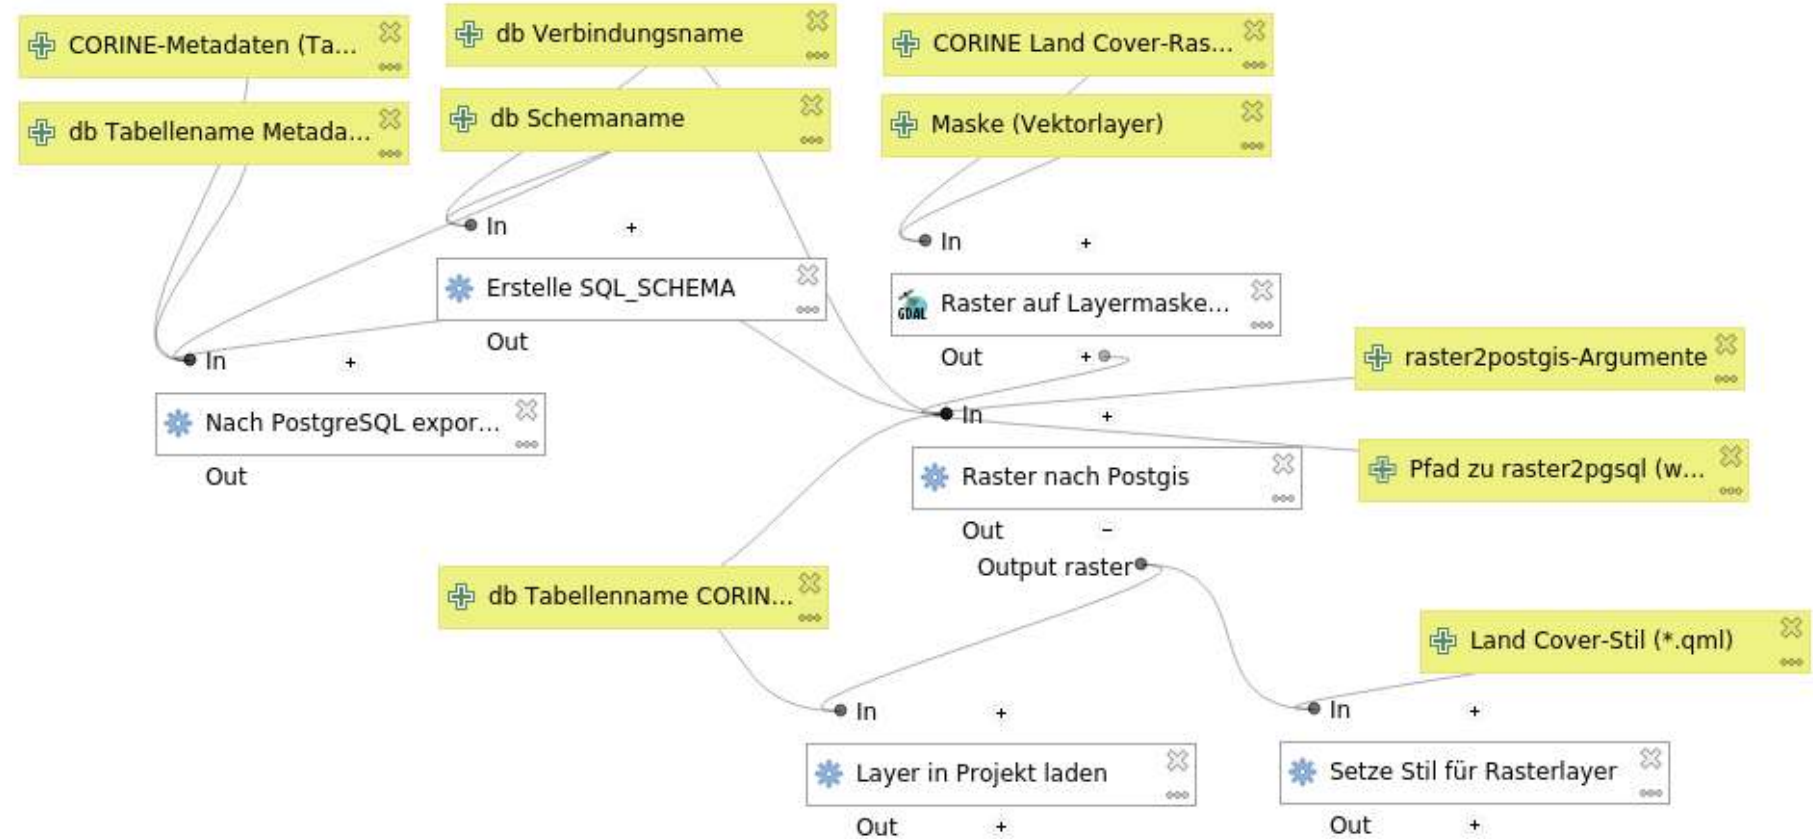 CORINE-Metadaten (Ta...
db Verbindungsname
CORINE Land Cover-Ras...
db Tabellename Metada...
db Schemaname
Maske (Vektorlayer)
In +
In +
Erstelle SQL_SCHEMA
GDAL Raster auf Layermaske...
Out
Out +
In +
raster2postgis-Argumente
In +
Nach PostgreSQL expor...
Out
Raster nach Postgis
Pfad zu raster2pgsql (w...
Out -
Output raster
db Tabellenname CORIN...
Land Cover-Stil (*.qml)
In +
In +
Layer in Projekt laden
Setze Stil für Rasterlayer
Out +
Out +